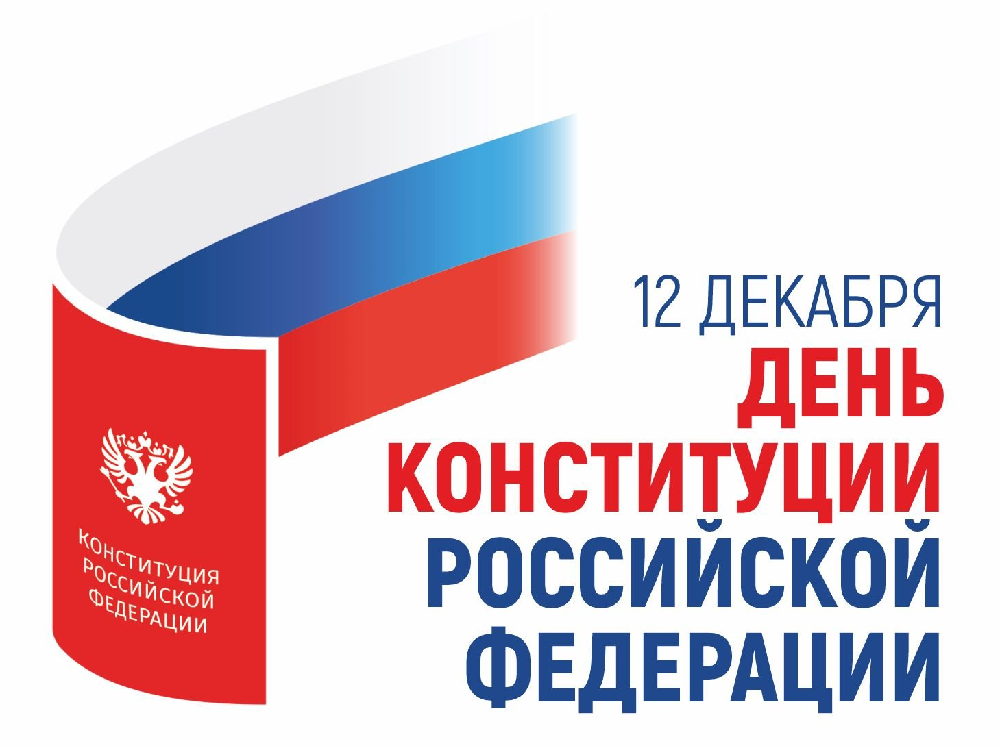 12 ДЕКАБРЯ
ДЕНЬ
КОНСТИТУЦИИ
РОССИЙСКОЙ
ФЕДЕРАЦИИ
КОНСТИТУЦИЯ
РОССИЙСКОЙ
ФЕДЕРАЦИИ